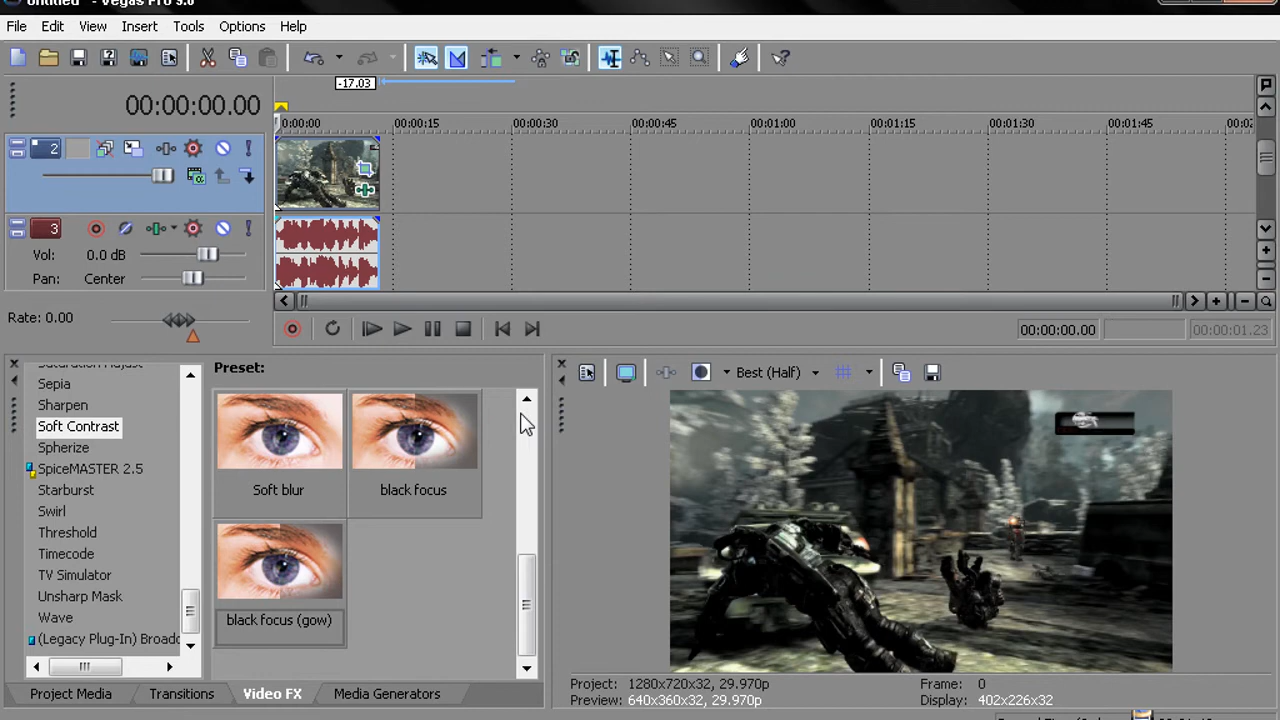 Untitled * - Vegas Pro 9.0
File Edit View Insert Tools Options Help
-17.03
00:00:00.00
0:00:00 00:00:15 00:00:30 00:00:45 00:01:00 00:01:15 00:01:30 00:01:45
2
3
Vol: 0.0 dB
Pan: Center
Rate: 0.00
00:00:00.00 00:00:01.23
Saturation Adjust
Sepia
Sharpen
Soft Contrast
Spherize
SpiceMASTER 2.5
Starburst
Swirl
Threshold
Timecode
TV Simulator
Unsharp Mask
Wave
(Legacy Plug-In) Broadc
Preset:
Soft blur
black focus
black focus (gow)
Project Media Transitions Video FX Media Generators
Best (Half)
Project: 1280x720x32, 29.970p
Preview: 640x360x32, 29.970p
Frame: 0
Display: 402x226x32